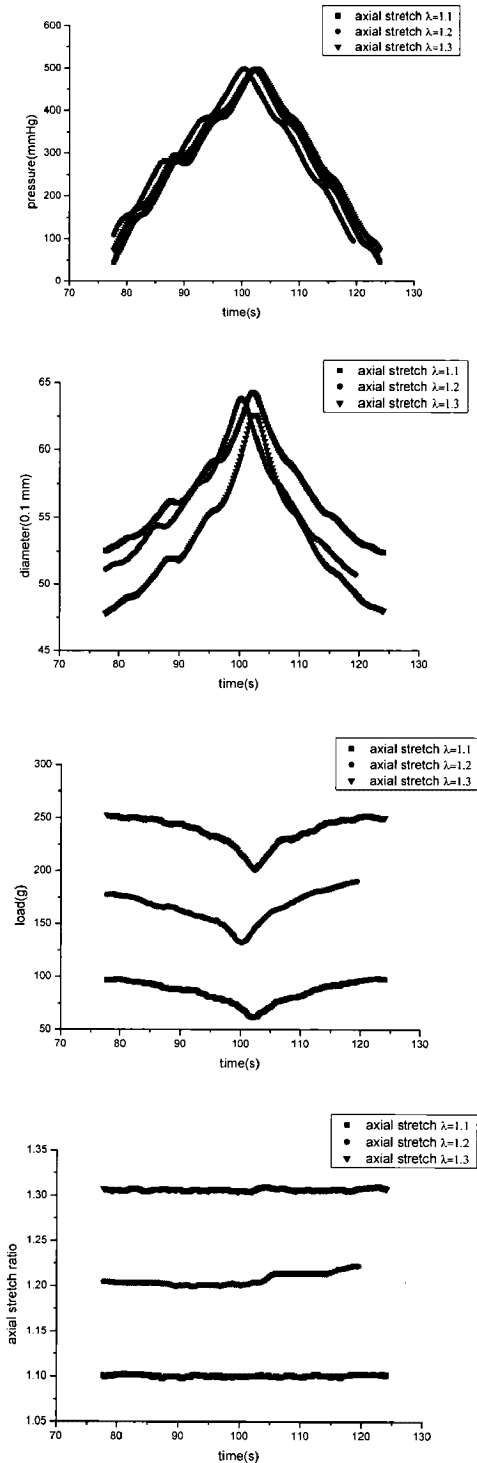 axial stretch λ=1.1
axial stretch λ=1.2
axial stretch λ=1.3
600
500
400
300
200
100
0
pressure(mmHg)
70
80
90
100
110
120
130
time(s)
axial stretch λ=1.1
axial stretch λ=1.2
axial stretch λ=1.3
65
60
55
50
45
diameter(0.1 mm)
70
80
90
100
110
120
130
time(s)
axial stretch λ=1.1
axial stretch λ=1.2
axial stretch λ=1.3
300
250
200
150
100
50
load(g)
70
80
90
100
110
120
130
time(s)
axial stretch λ=1.1
axial stretch λ=1.2
axial stretch λ=1.3
1.35
1.30
1.25
1.20
1.15
1.10
1.05
axial stretch ratio
70
80
90
100
110
120
130
time(s)